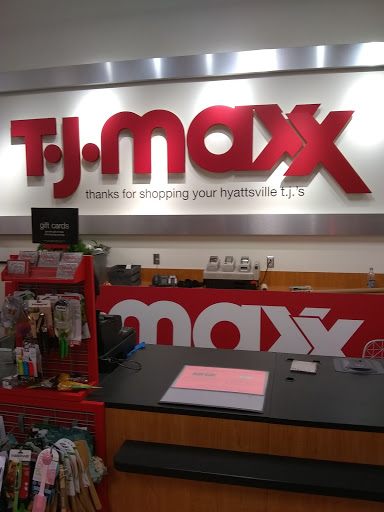 T·J·maxx
thanks for shopping your hyattsville t.j.'s
gift cards
maxx